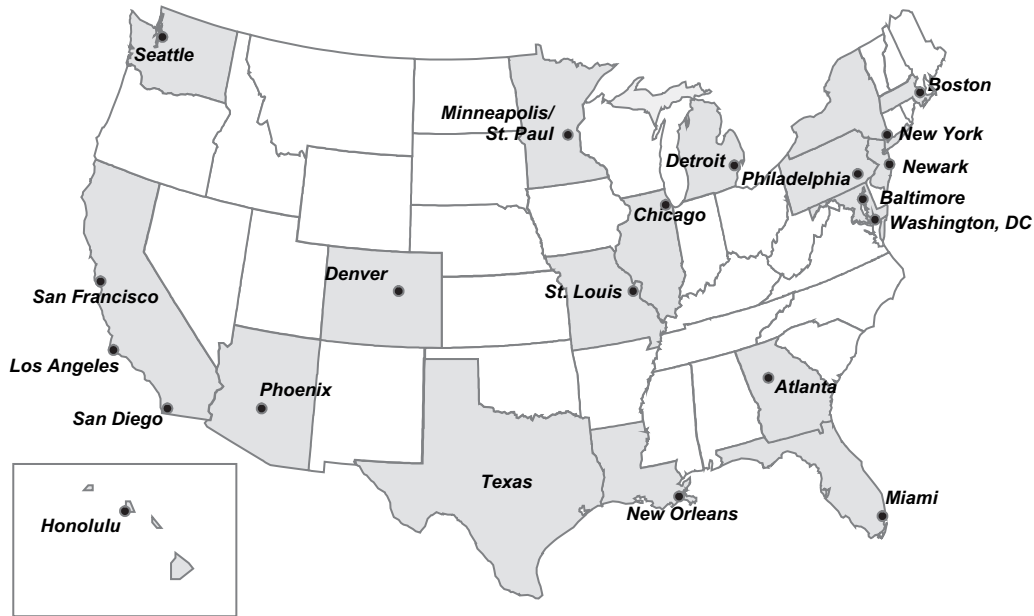 Seattle
Boston
Minneapolis/
St. Paul
New York
Detroit
Newark
Philadelphia
Baltimore
Chicago
Washington, DC
Denver
St. Louis
San Francisco
Los Angeles
Phoenix
Atlanta
San Diego
Texas
Miami
New Orleans
Honolulu